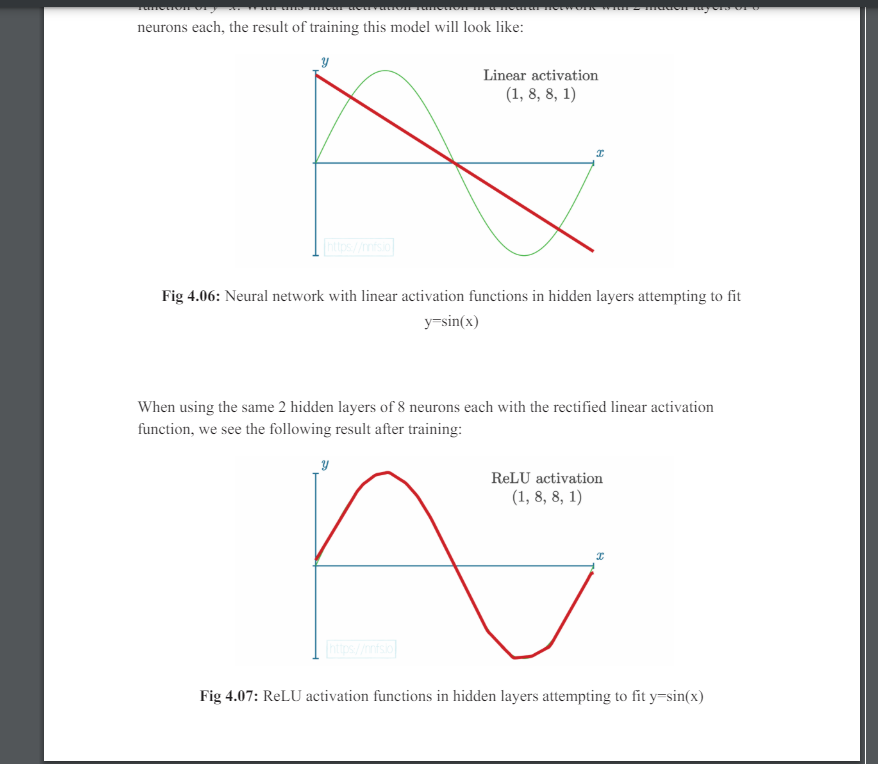 neurons each, the result of training this model will look like:
y
Linear activation
(1, 8, 8, 1)
x
Fig 4.06: Neural network with linear activation functions in hidden layers attempting to fit
y=sin(x)
When using the same 2 hidden layers of 8 neurons each with the rectified linear activation
function, we see the following result after training:
y
ReLU activation
(1, 8, 8, 1)
x
https://nnfs.io
Fig 4.07: ReLU activation functions in hidden layers attempting to fit y=sin(x)